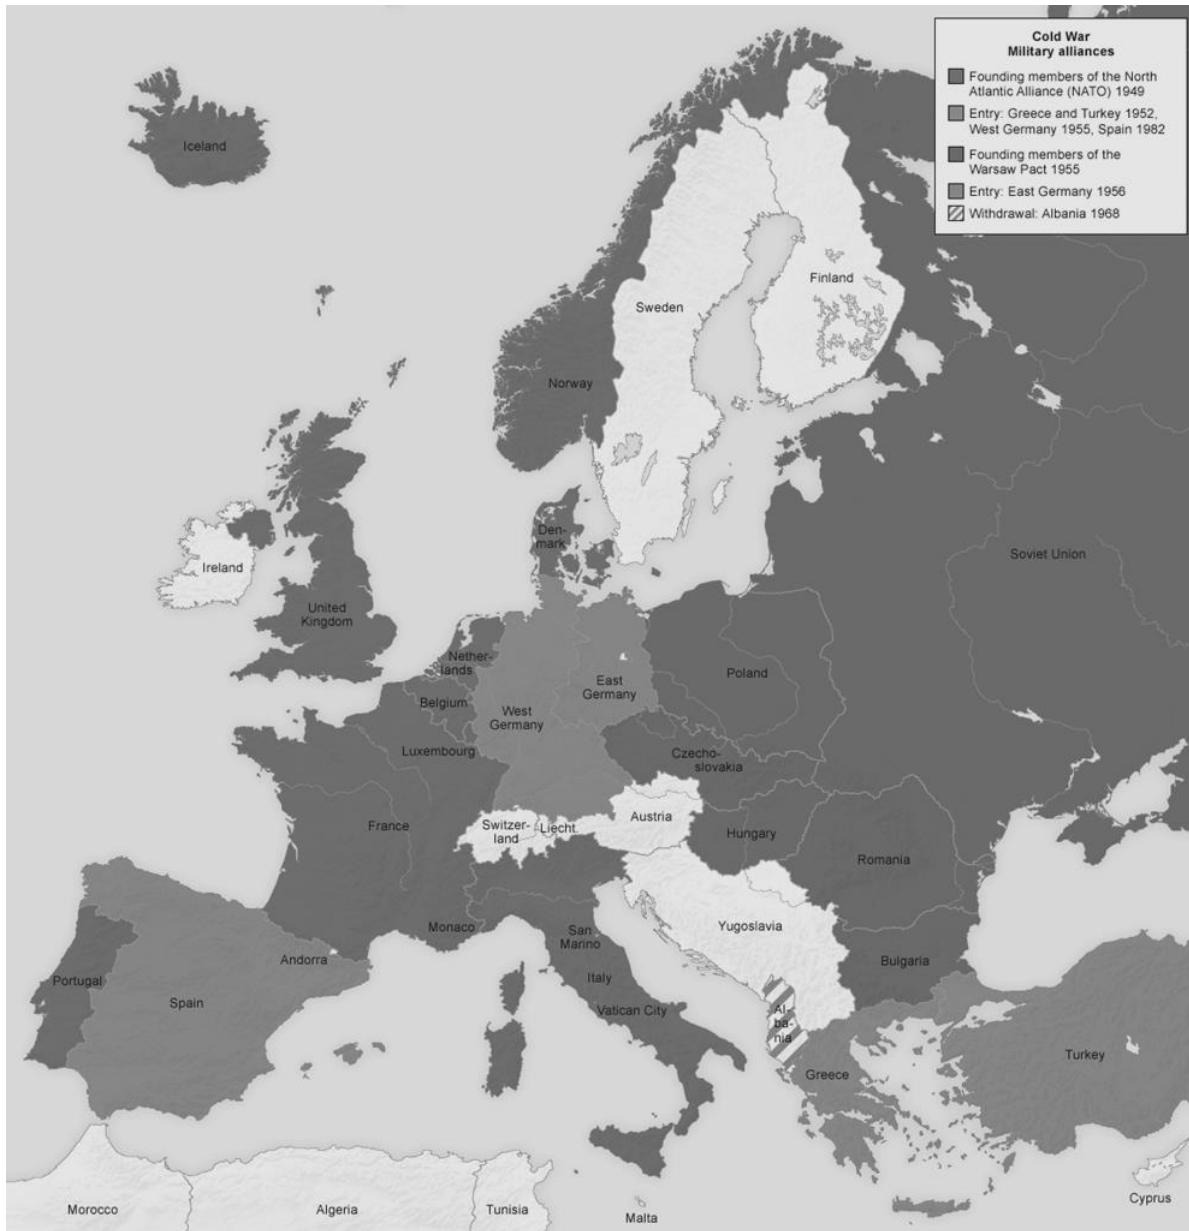 Cold War
Military alliances
Founding members of the North
Atlantic Alliance (NATO) 1949
Entry: Greece and Turkey 1952,
West Germany 1955, Spain 1982
Founding members of the
Warsaw Pact 1955
Entry: East Germany 1956
Withdrawal: Albania 1968
Iceland
Finland
Sweden
Norway
Den-
mark
Soviet Union
Ireland
United
Kingdom
Nether-
lands
Poland
East
Germany
Belgium
West
Germany
Luxembourg
Czecho-
slovakia
Austria
Switzer-
land
Liecht.
France
Hungary
Romania
Monaco
San
Marino
Yugoslavia
Andorra
Bulgaria
Portugal
Italy
Spain
Vatican City
Al-
ba-
nia
Greece
Turkey
Morocco
Algeria
Tunisia
Malta
Cyprus